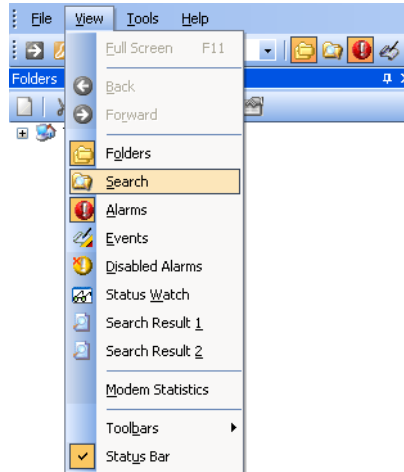 File View Tools Help
Full Screen F11
Folders
Back
Forward
Folders
Search
Alarms
Events
Disabled Alarms
Status Watch
Search Result 1
Search Result 2
Modem Statistics
Toolbars
Status Bar